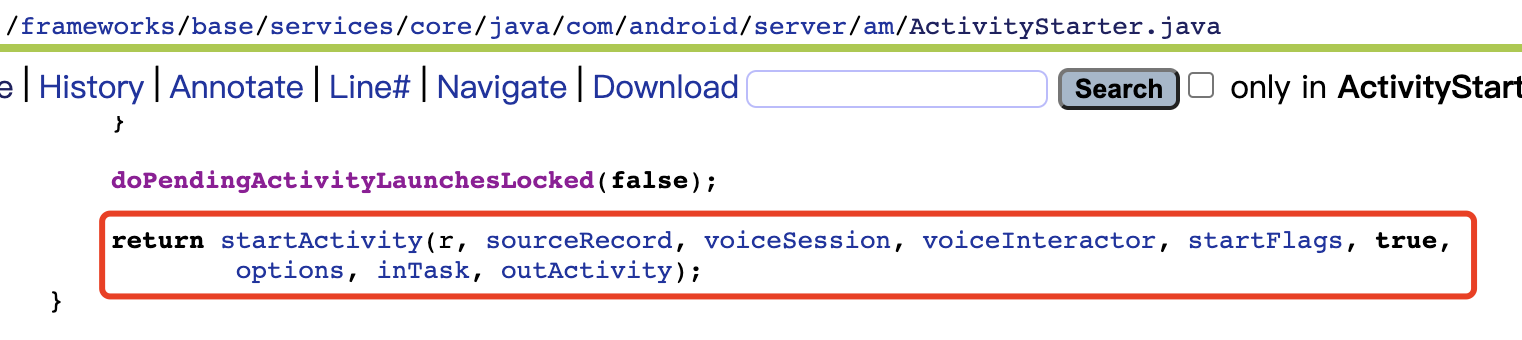 /frameworks/base/services/core/java/com/android/server/am/ActivityStarter.java
e | History | Annotate | Line# | Navigate | Download Search only in ActivityStart
}
doPendingActivityLaunchesLocked(false);
return startActivity(r, sourceRecord, voiceSession, voiceInteractor, startFlags, true,
options, inTask, outActivity);
}